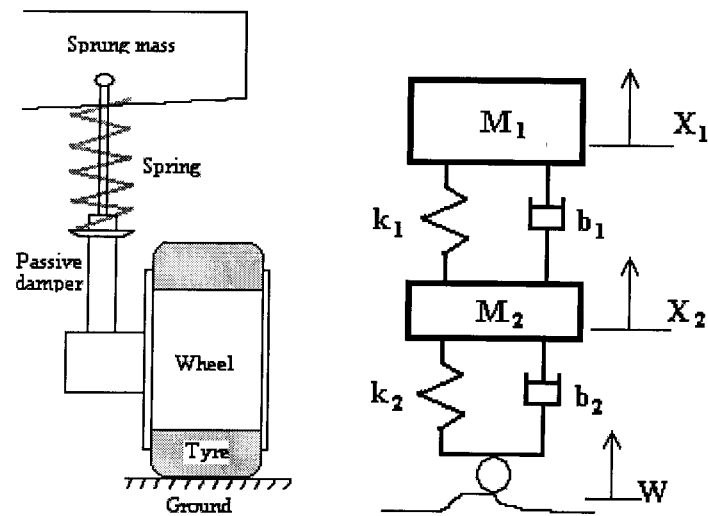 Sprung mass
Spring
Passive
damper
Wheel
Tyre
Ground
M₁
X₁
k₁
b₁
M₂
X₂
k₂
b₂
W